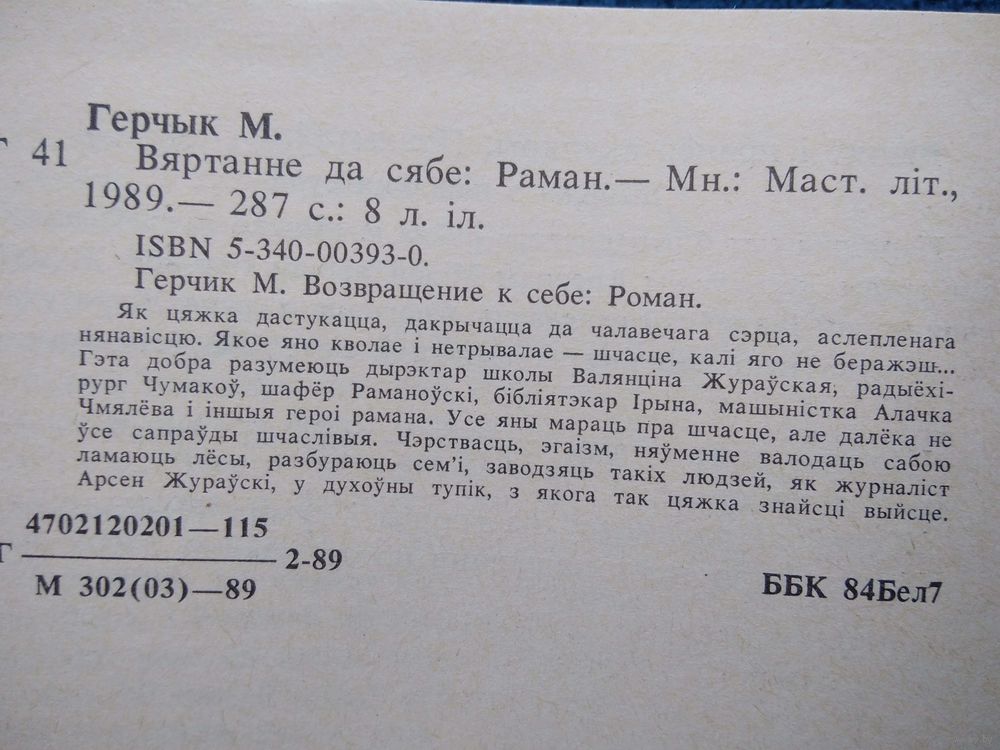 Герчык М.
Г 41 Вяртанне да сябе: Раман.— Мн.: Маст. літ.,
1989.— 287 с.: 8 л. іл.
ISBN 5-340-00393-0.
Герчик М. Возвращение к себе: Роман.
Як цяжка дастукацца, дакрычацца да чалавечага сэрца, аслепленага
нянавісцю. Якое яно кволае і нетрывалае — шчасце, калі яго не беражэш...
Гэта добра разумеюць дырэктар школы Валянціна Жураўская, радыёхі-
рург Чумакоў, шафёр Раманоўскі, бібліятэкар Ірына, машыністка Алачка
Чмялёва і іншыя героі рамана. Усе яны мараць пра шчасце, але далёка не
ўсе сапраўды шчаслівыя. Чэрствасць, эгаізм, няўменне валодаць сабою
ламаюць лёсы, разбураюць сем'і, заводзяць такіх людзей, як журналіст
Арсен Жураўскі, у духоўны тупік, з якога так цяжка знайсці выйсце.
4702120201—115
Г 2-89
М 302(03)—89
ББК 84Бел7